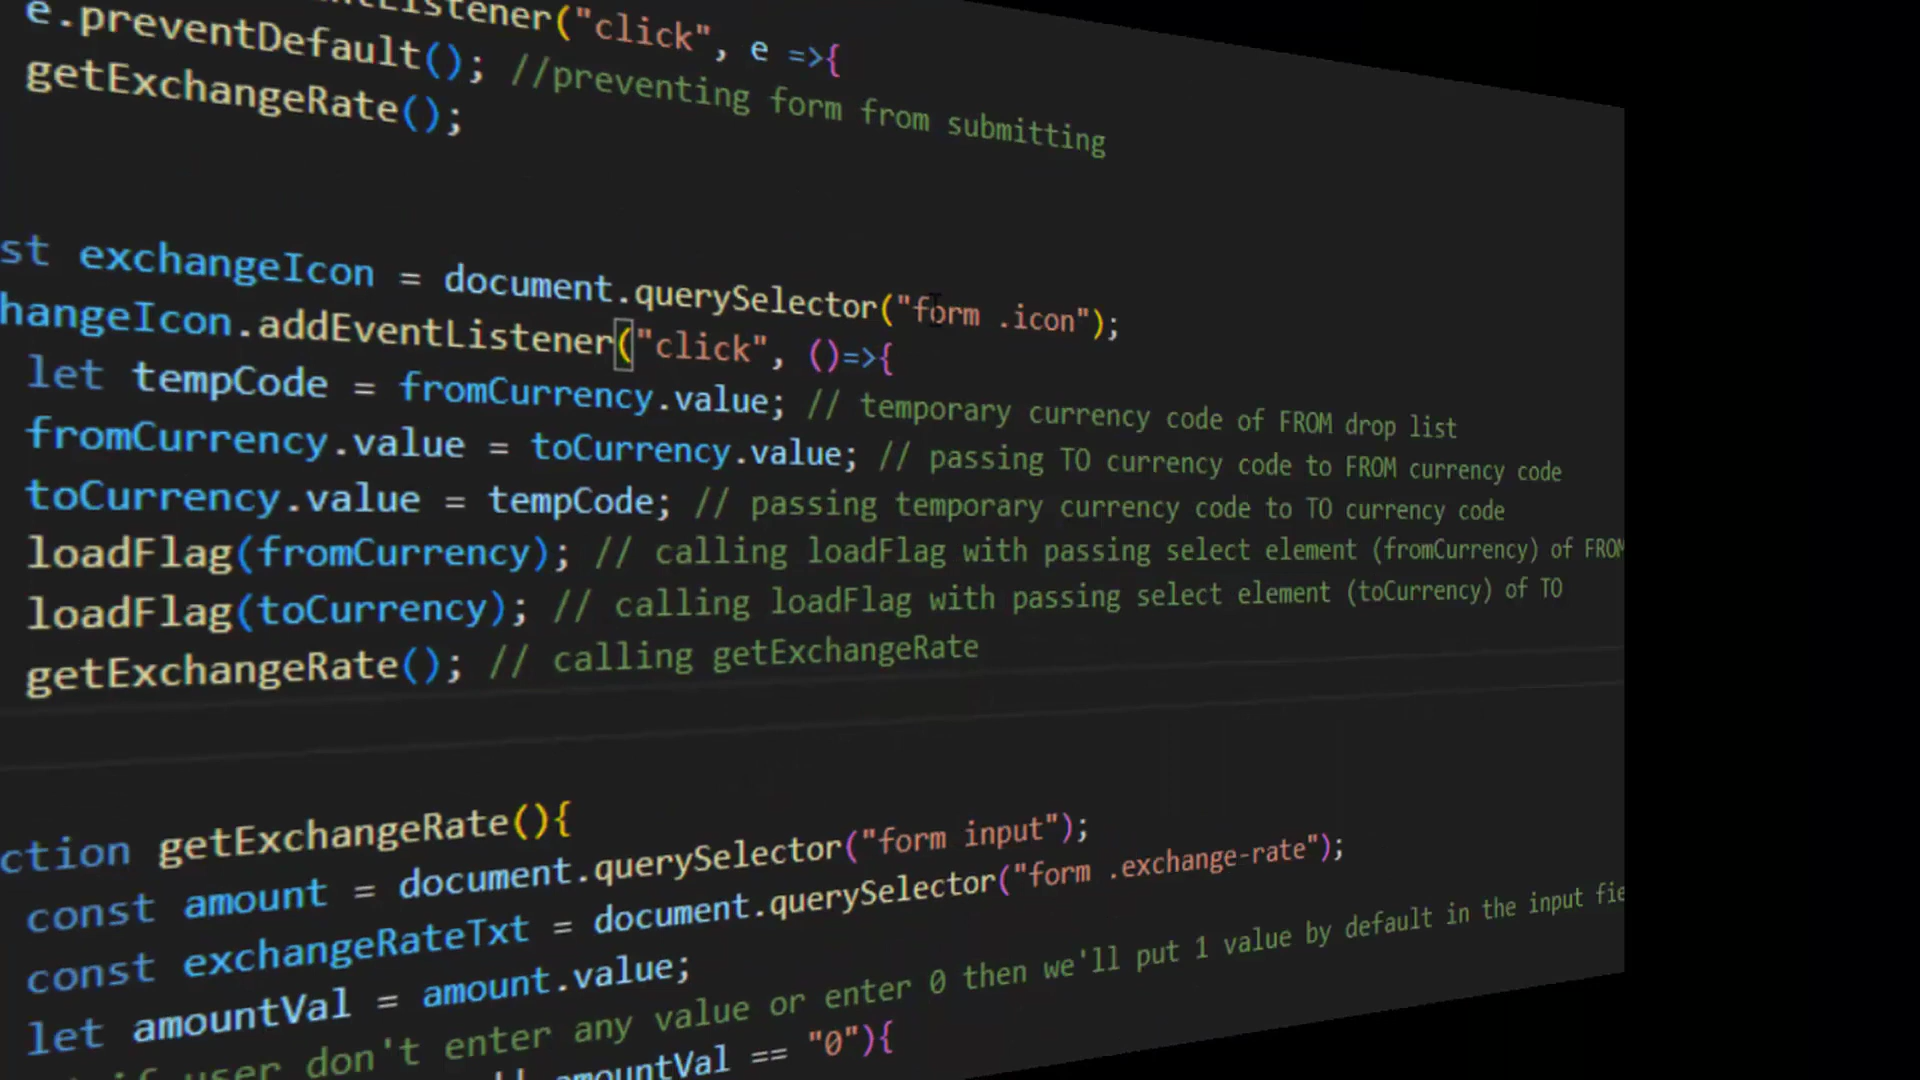 Listener("click", e =>{
e.preventDefault(); //preventing form from submitting
getExchangeRate();
st exchangeIcon = document.querySelector("form .icon");
hangeIcon.addEventListener("click", ()=>{
let tempCode = fromCurrency.value; // temporary currency code of FROM drop list
fromCurrency.value = toCurrency.value; // passing TO currency code to FROM currency code
toCurrency.value = tempCode; // passing temporary currency code to TO currency code
loadFlag(fromCurrency); // calling loadFlag with passing select element (fromCurrency) of FROM
loadFlag(toCurrency); // calling loadFlag with passing select element (toCurrency) of TO
getExchangeRate(); // calling getExchangeRate
ction getExchangeRate(){
const amount = document.querySelector("form input");
const exchangeRateTxt = document.querySelector("form .exchange-rate");
let amountVal = amount.value;
if user don't enter any value or enter 0 then we'll put 1 value by default in the input fie
amountVal == "0"){